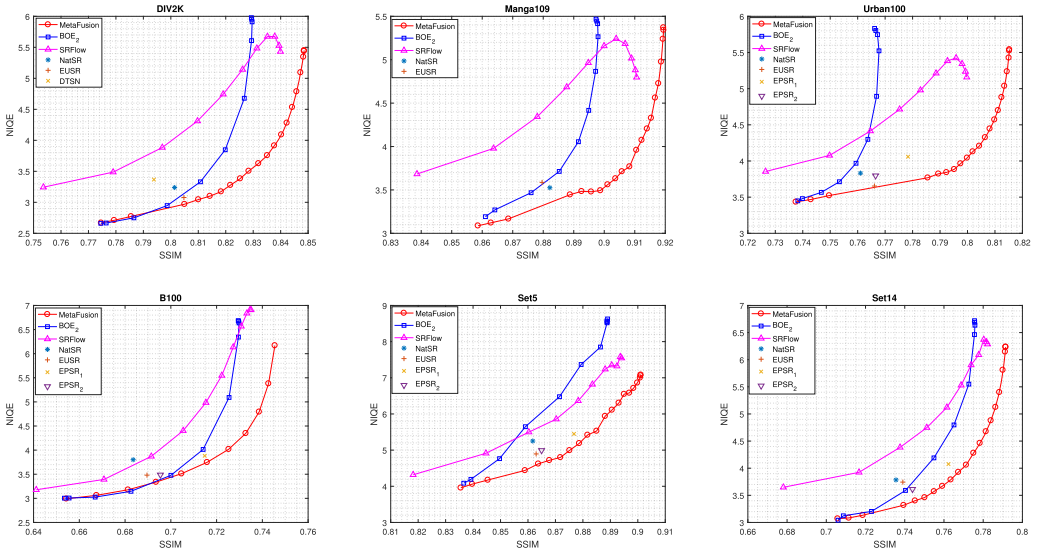 DIV2K
NIQE
6
5.5
5
4.5
4
3.5
3
2.5
MetaFusion
BOE2
SRFlow
NatSR
EUSR
DTSN
0.75 0.76 0.77 0.78 0.79 0.8 0.81 0.82 0.83 0.84 0.85
SSIM
Manga109
NIQE
5.5
5
4.5
4
3.5
3
MetaFusion
BOE2
SRFlow
NatSR
EUSR
0.83 0.84 0.85 0.86 0.87 0.88 0.89 0.9 0.91 0.92
SSIM
Urban100
NIQE
6
5.5
5
4.5
4
3.5
3
MetaFusion
BOE2
SRFlow
NatSR
EUSR
EPSR1
EPSR2
0.72 0.73 0.74 0.75 0.76 0.77 0.78 0.79 0.8 0.81 0.82
SSIM
B100
NIQE
7
6.5
6
5.5
5
4.5
4
3.5
3
2.5
MetaFusion
BOE2
SRFlow
NatSR
EUSR
EPSR1
EPSR2
0.64 0.66 0.68 0.7 0.72 0.74 0.76
SSIM
Set5
NIQE
9
8
7
6
5
4
3
MetaFusion
BOE2
SRFlow
NatSR
EUSR
EPSR1
EPSR2
0.81 0.82 0.83 0.84 0.85 0.86 0.87 0.88 0.89 0.9 0.91
SSIM
Set14
NIQE
7
6.5
6
5.5
5
4.5
4
3.5
3
MetaFusion
BOE2
SRFlow
NatSR
EUSR
EPSR1
EPSR2
0.66 0.68 0.7 0.72 0.74 0.76 0.78 0.8
SSIM